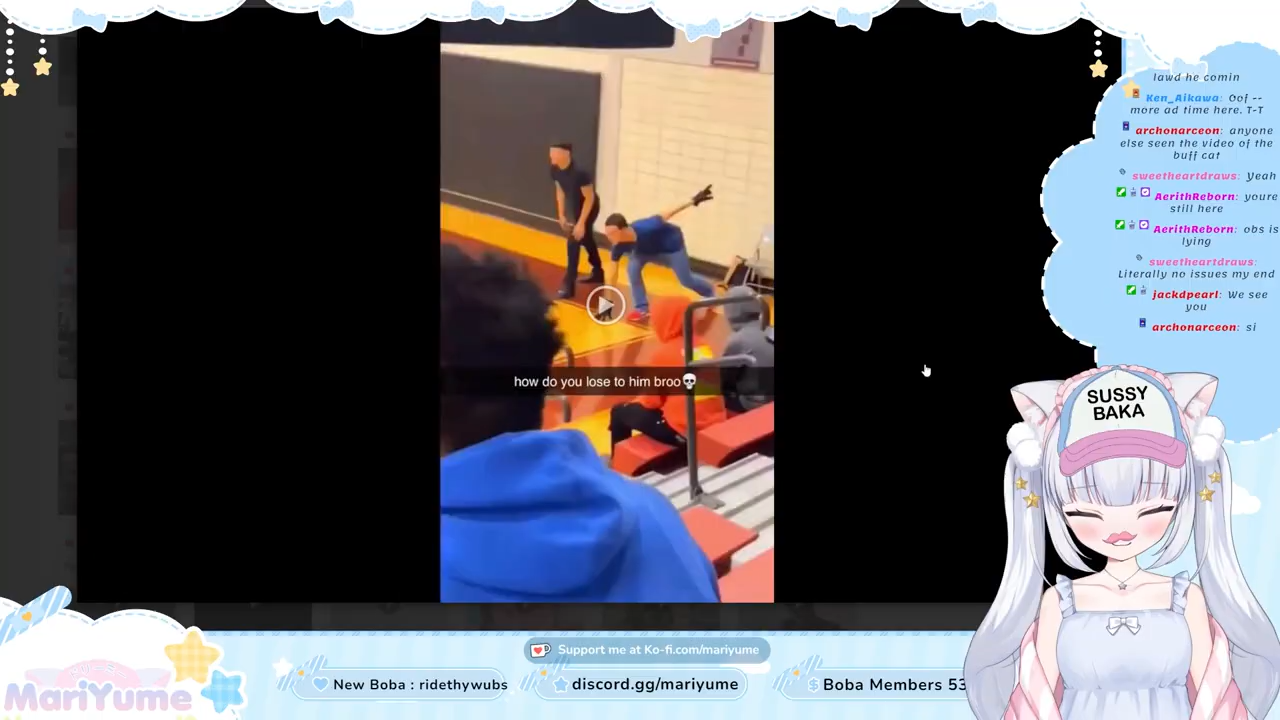 lawd he comin
Ken_Aikawa: Oof --
more ad time here. T-T
archonarceon: anyone
else seen the video of the
buff cat
sweetheartdraws: Yeah
AerithReborn: youre
still here
AerithReborn: obs is
lying
sweetheartdraws:
Literally no issues my end
jackdpearl: We see
you
archonarceon: si
how do you lose to him broo💀
SUSSY
BAKA
Support me at Ko-fi.com/mariyume
MariYume
New Boba : ridethywubs
discord.gg/mariyume
Boba Members 53